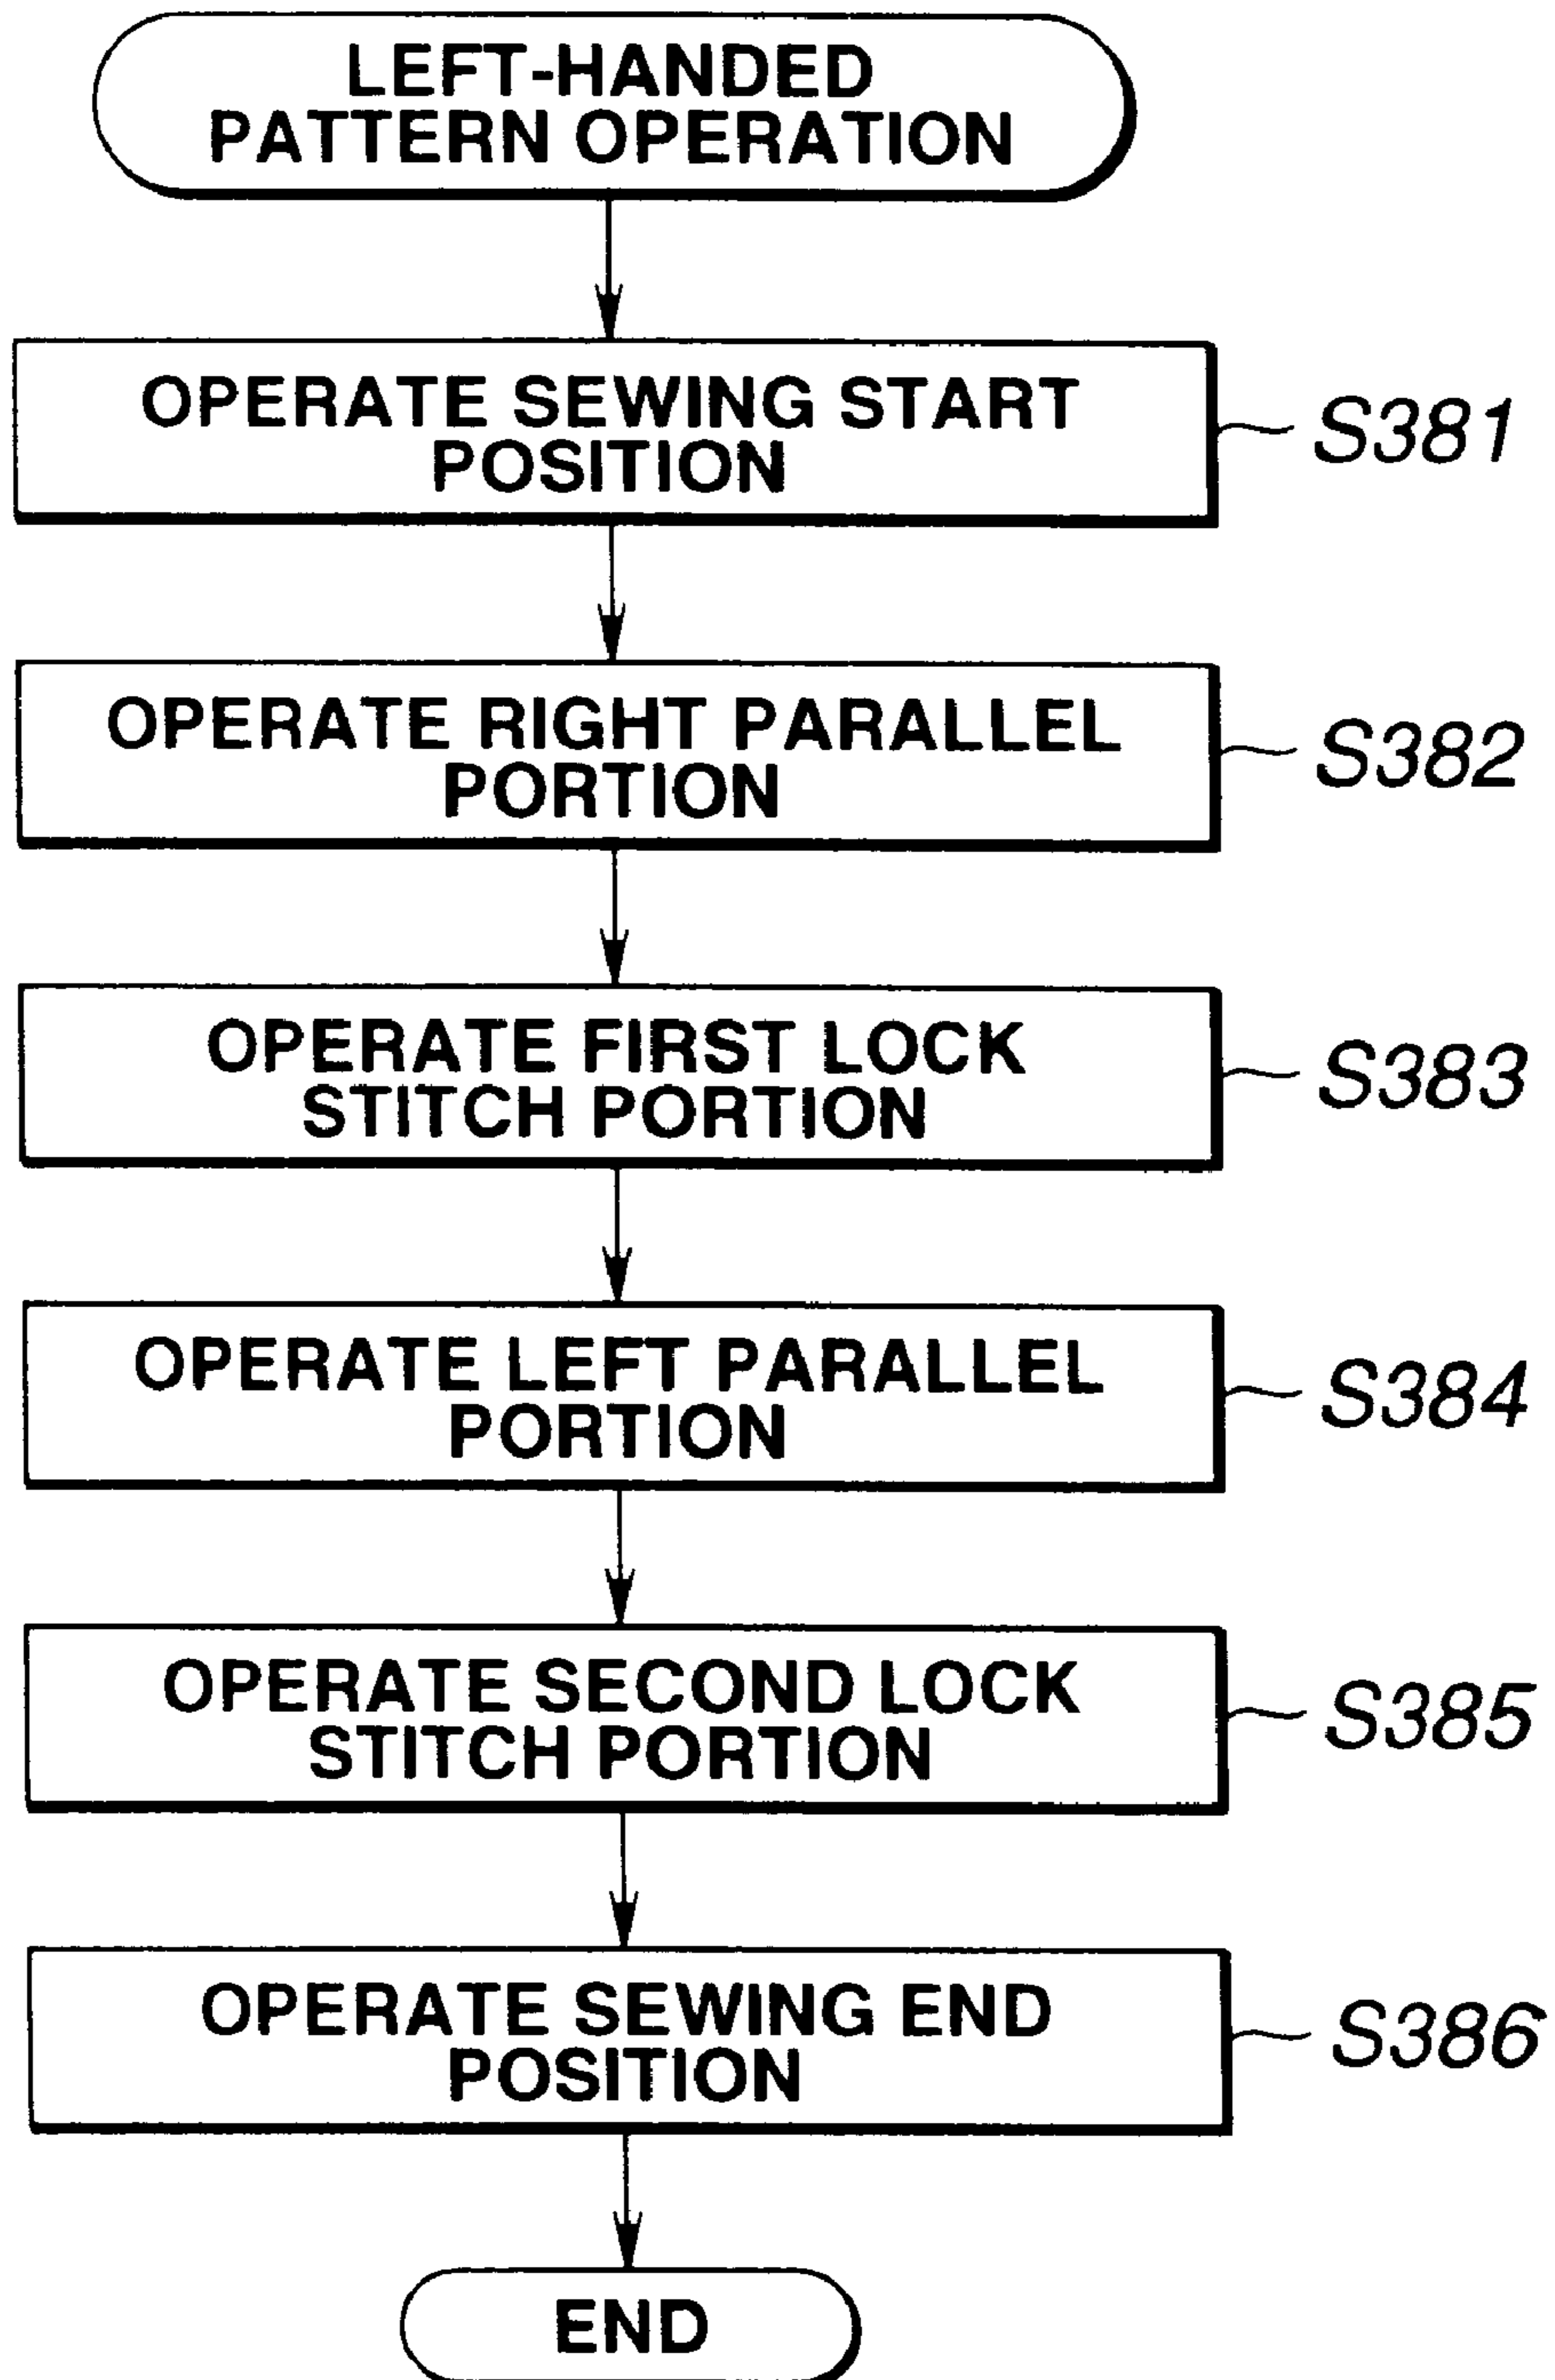 LEFT-HANDED
PATTERN OPERATION
OPERATE SEWING START
POSITION
S381
OPERATE RIGHT PARALLEL
PORTION
S382
OPERATE FIRST LOCK
STITCH PORTION
S383
OPERATE LEFT PARALLEL
PORTION
S384
OPERATE SECOND LOCK
STITCH PORTION
S385
OPERATE SEWING END
POSITION
S386
END